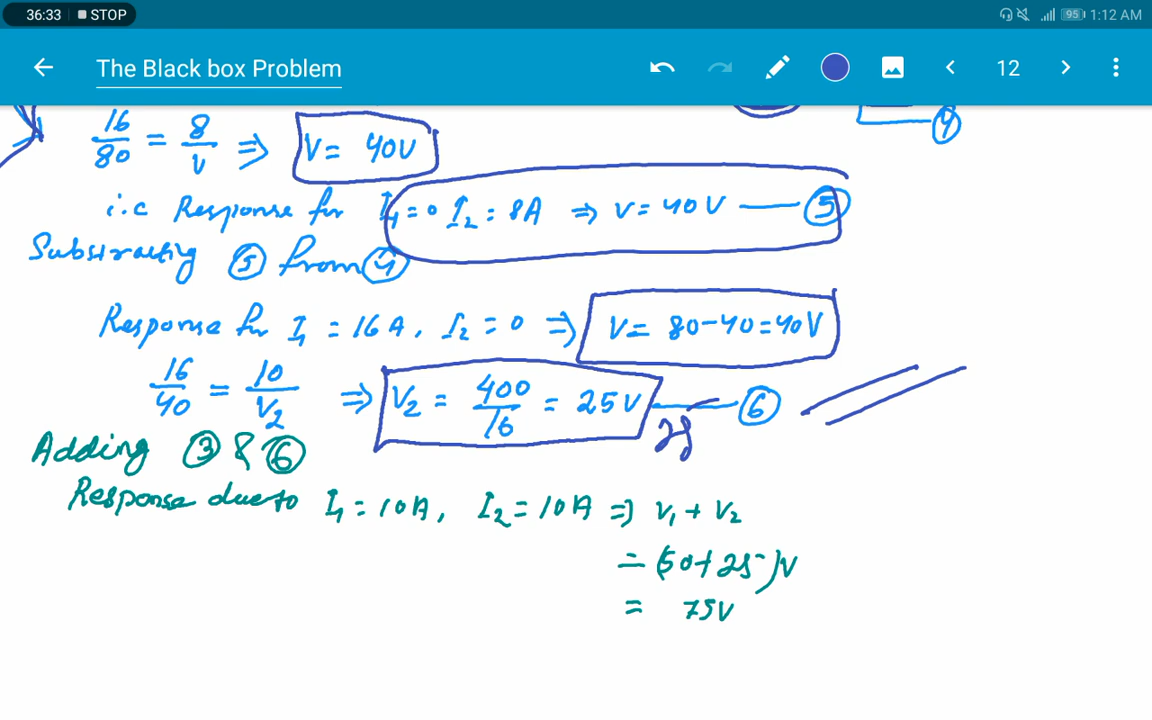 36:33 STOP 95 1:12 AM
The Black box Problem 12
16/80 = 8/V ⇒ V = 40V
4
i.c Response for I1 = 0 I2 = 8A ⇒ V = 40V — 5
Substracting 5 from 4
Response for I1 = 16A, I2 = 0 ⇒ V = 80-40 = 40V
16/40 = 10/V2 ⇒ V2 = 400/16 = 25V — 6
25
Adding 3 & 6
Response due to I1 = 10A, I2 = 10A ⇒ V1 + V2
= (50+25)V
= 75V